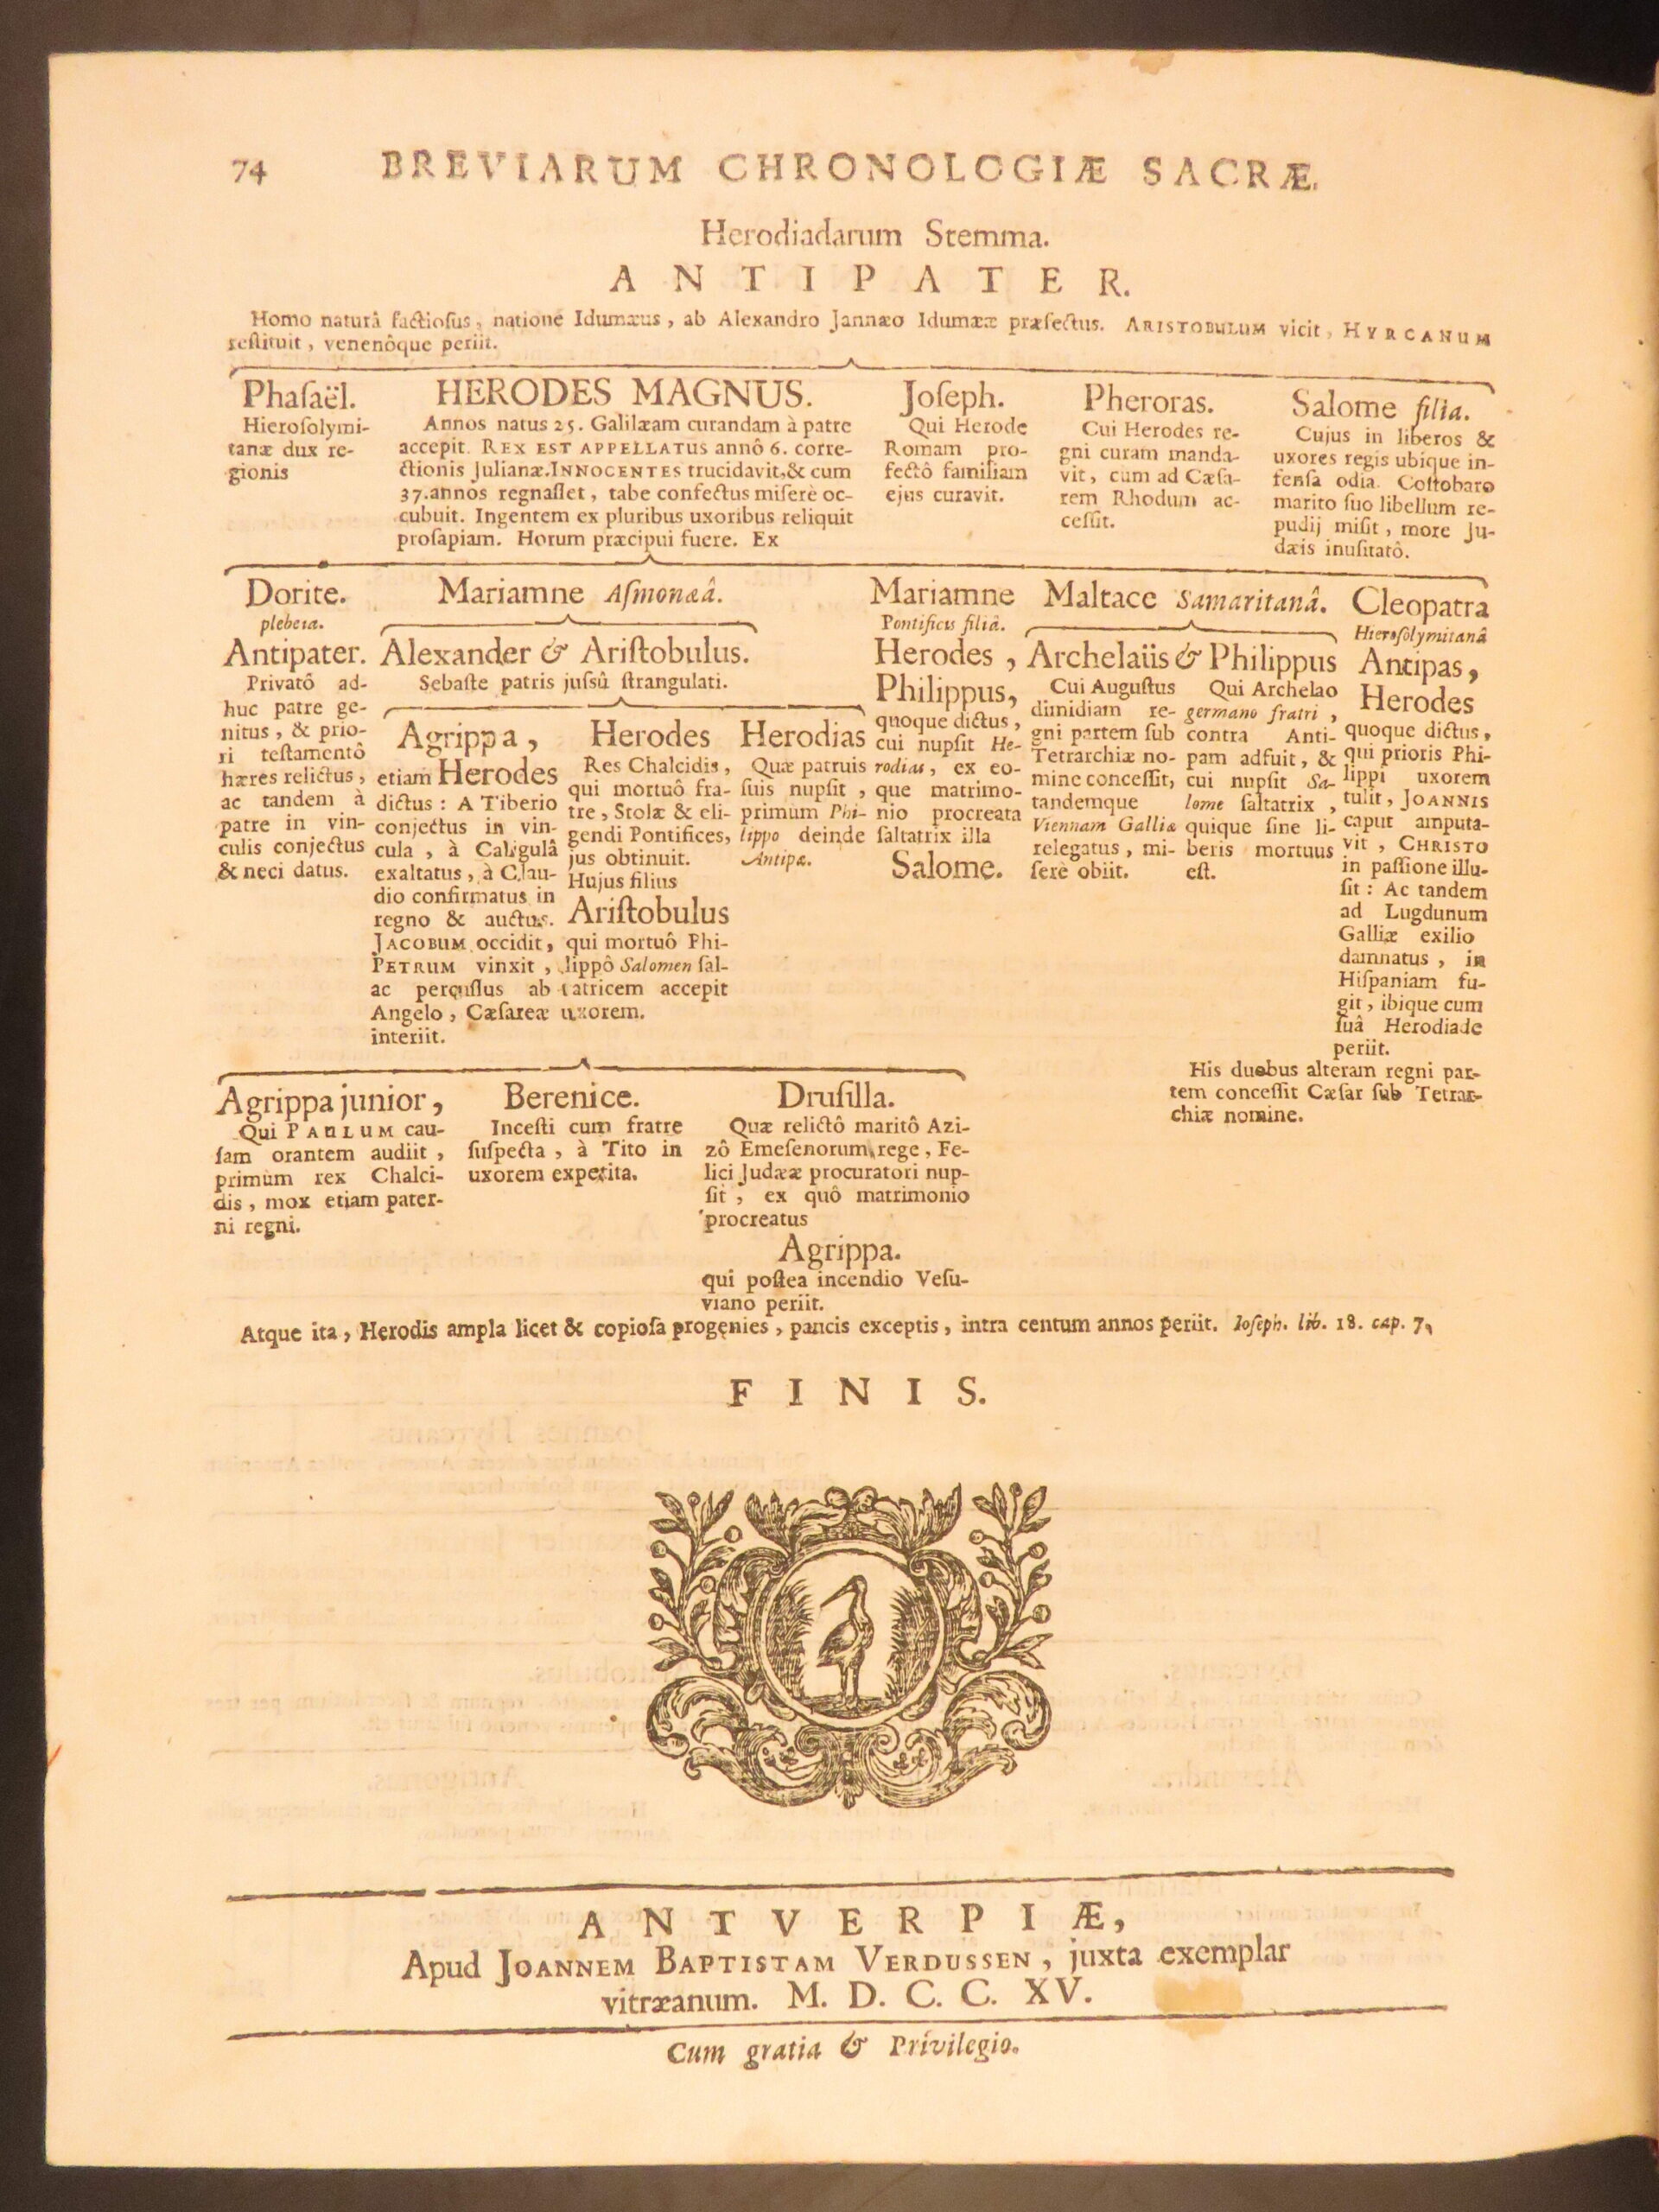 74 BREVIARUM CHRONOLOGIÆ SACRÆ.
Herodiadarum Stemma.
ANTIPATER.
Homo naturâ factioſus, natione Idumæus, ab Alexandro Jannæo Idumææ præfectus. ARISTOBULUM vicit, HYRCANUM
reſtituit, venenôque periit.
Phaſaël.
Hieroſolymi-
tanæ dux re-
gionis
HERODES MAGNUS.
Annos natus 25. Galilæam curandam à patre
accepit. REX EST APPELLATUS annô 6. corre-
ctionis Julianæ. INNOCENTES trucidavit, & cum
37. annos regnaſſet, tabe confectus miſerè oc-
cubuit. Ingentem ex pluribus uxoribus reliquit
proſapiam. Horum præcipui fuere. Ex
Joſeph.
Qui Herode
Romam pro-
fectô familiam
ejus curavit.
Pheroras.
Cui Herodes re-
gni curam manda-
vit, cum ad Cæſa-
rem Rhodum ac-
ceſſit.
Salome filia.
Cujus in liberos &
uxores regis ubique in-
fenſa odia. Coſtobaro
marito ſuo libellum re-
pudij miſit, more Ju-
dæis inuſitatô.
Dorite.
plebeia.
Antipater.
Privatô ad-
huc patre ge-
nitus, & prio-
ri teſtamentô
hæres relictus,
ac tandem à
patre in vin-
culis conjectus
& neci datus.
Mariamne Aſmonæâ.
Alexander & Ariſtobulus.
Sebaſte patris juſsû ſtrangulati.
Agrippa,
etiam Herodes
dictus: A Tiberio
conjectus in vin-
cula, à Caligulâ
exaltatus, à Clau-
dio confirmatus in
regno & auctus.
JACOBUM occidit,
PETRUM vinxit,
ac percuſſus ab
Angelo, Cæſareæ
interiit.
Herodes
Res Chalcidis,
qui mortuô fra-
tre, Stolæ & eli-
gendi Pontifices,
jus obtinuit.
Hujus filius
Ariſtobulus
qui mortuô Phi-
lippô Salomen ſal-
tatricem accepit
uxorem.
Herodias
Quæ patruis
ſuis nupſit,
primùm Phi-
lippo deinde
Antipæ.
Mariamne
Pontificis filiâ.
Herodes,
Philippus,
quoque dictus,
cui nupſit He-
rodias, ex eo-
que matrimo-
nio procreata
ſaltatrix illa
Salome.
Maltace Samaritanâ.
Archelaüs & Philippus
Cui Auguſtus
dimidiam re-
gni partem ſub
Tetrarchiæ no-
mine conceſſit,
tandemque
Viennam Galliæ
relegatus, mi-
ſerè obiit.
Qui Archelao
germano fratri,
contra Anti-
pam adfuit, &
cui nupſit Sa-
lome ſaltatrix,
quique ſine li-
beris mortuus
eſt.
Cleopatra
Hieroſolymitanâ
Antipas,
Herodes
quoque dictus,
qui prioris Phi-
lippi uxorem
tulit, JOANNIS
caput amputa-
vit, CHRISTO
in paſſione illu-
ſit: Ac tandem
ad Lugdunum
Galliæ exilio
damnatus, in
Hiſpaniam fu-
git, ibique cum
ſuâ Herodiade
periit.
His duobus alteram regni par-
tem conceſſit Cæſar ſub Tetrar-
chiæ nomine.
Agrippa junior,
Qui PAULUM cau-
ſam orantem audiit,
primùm rex Chalci-
dis, mox etiam pater-
ni regni.
Berenice.
Inceſti cum fratre
ſuſpecta, à Tito in
uxorem expetita.
Druſilla.
Quæ relictô maritô Azi-
zô Emeſenorum rege, Fe-
lici Judææ procuratori nup-
ſit, ex quô matrimonio
procreatus
Agrippa.
qui poſtea incendio Veſu-
viano periit.
Atque ita, Herodis ampla licet & copioſa progenies, paucis exceptis, intra centum annos periit. Ioſeph. lib. 18. cap. 7.
FINIS.
ANTVERPIÆ,
Apud JOANNEM BAPTISTAM VERDUSSEN, juxta exemplar
vitræanum. M. D. C. C. XV.
Cum gratia & Privilegio.